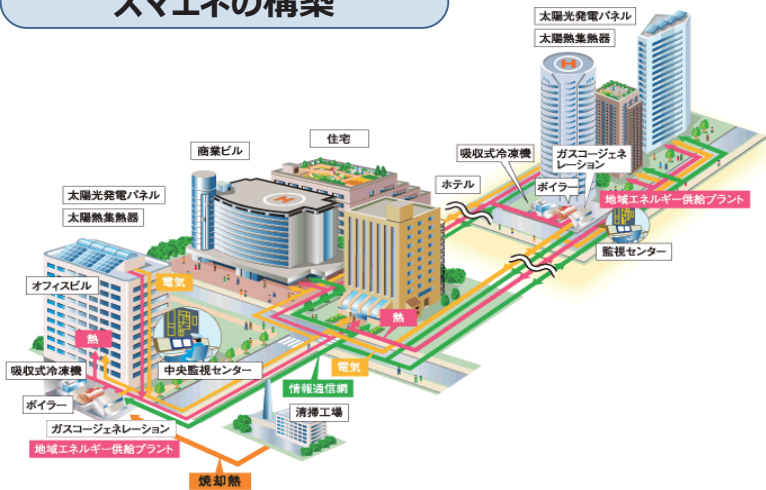 スマエネの構築
太陽光発電パネル
太陽熱集熱器
住宅
商業ビル
吸収式冷凍機
ガスコージェネ
レーション
ホテル
ボイラー
太陽光発電パネル
太陽熱集熱器
地域エネルギー供給プラント
監視センター
オフィスビル
電気
熱
熱
吸収式冷凍機
中央監視センター
電気
情報通信網
ボイラー
清掃工場
ガスコージェネレーション
地域エネルギー供給プラント
焼却熱
H
H